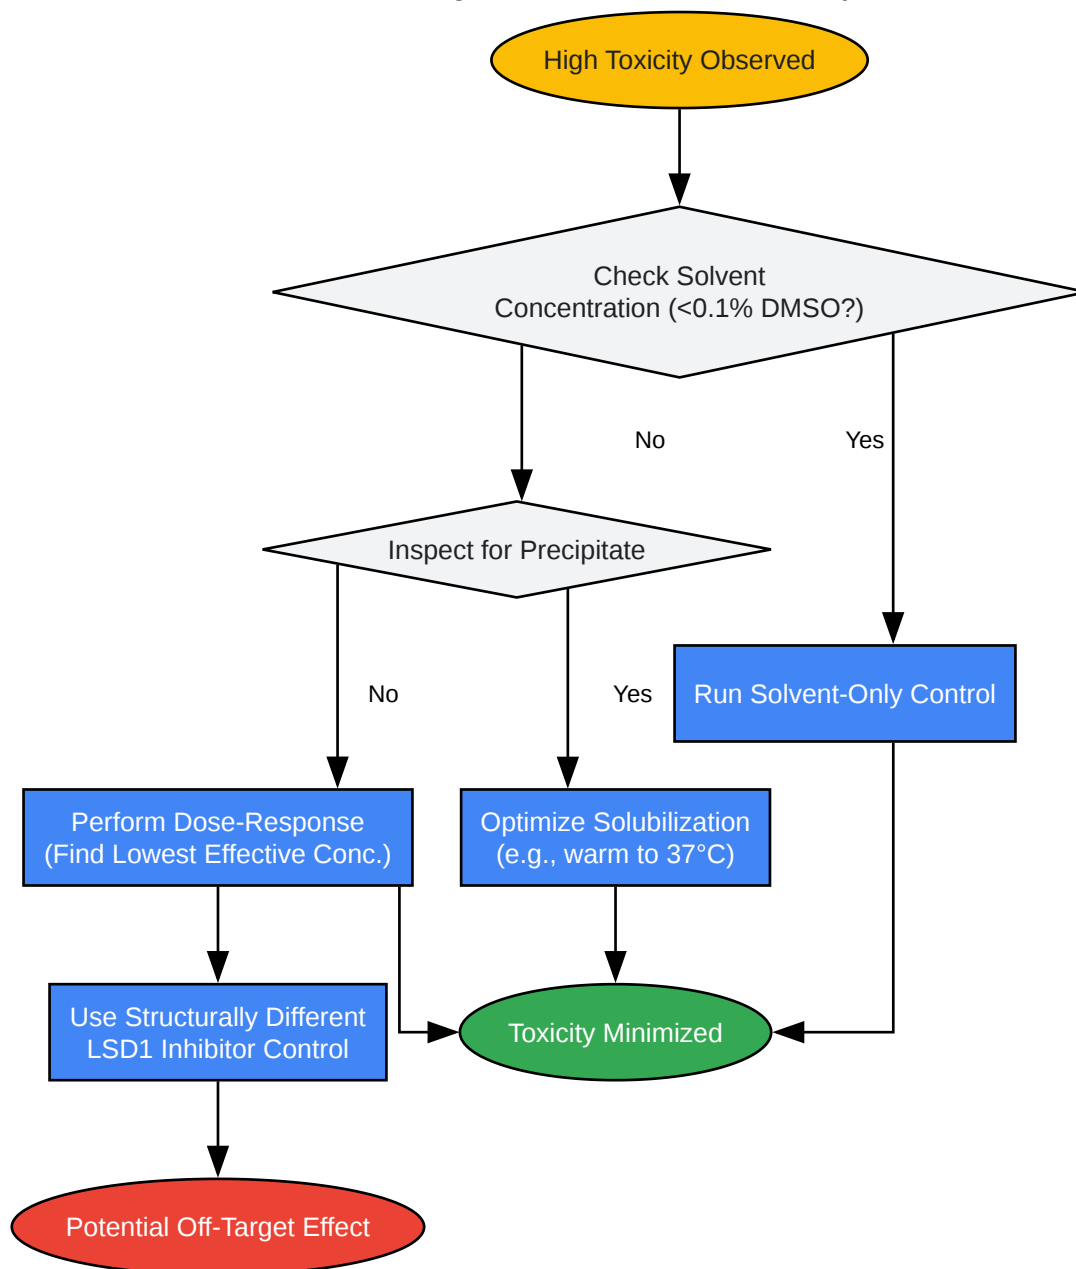 High Toxicity Observed
Check Solvent
Concentration (<0.1% DMSO?)
No
Yes
Inspect for Precipitate
No
Yes
Run Solvent-Only Control
Perform Dose-Response
(Find Lowest Effective Conc.)
Optimize Solubilization
(e.g., warm to 37°C)
Use Structurally Different
LSD1 Inhibitor Control
Toxicity Minimized
Potential Off-Target Effect